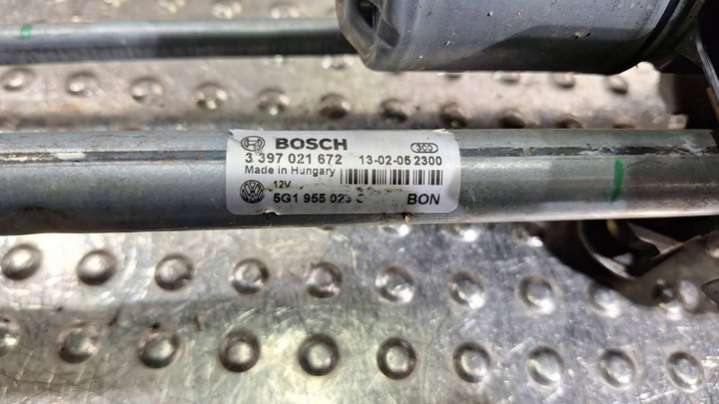 BOSCH
3 397 021 672 13-02-05 2300
Made in Hungary
12V
5G1 955 023 BON